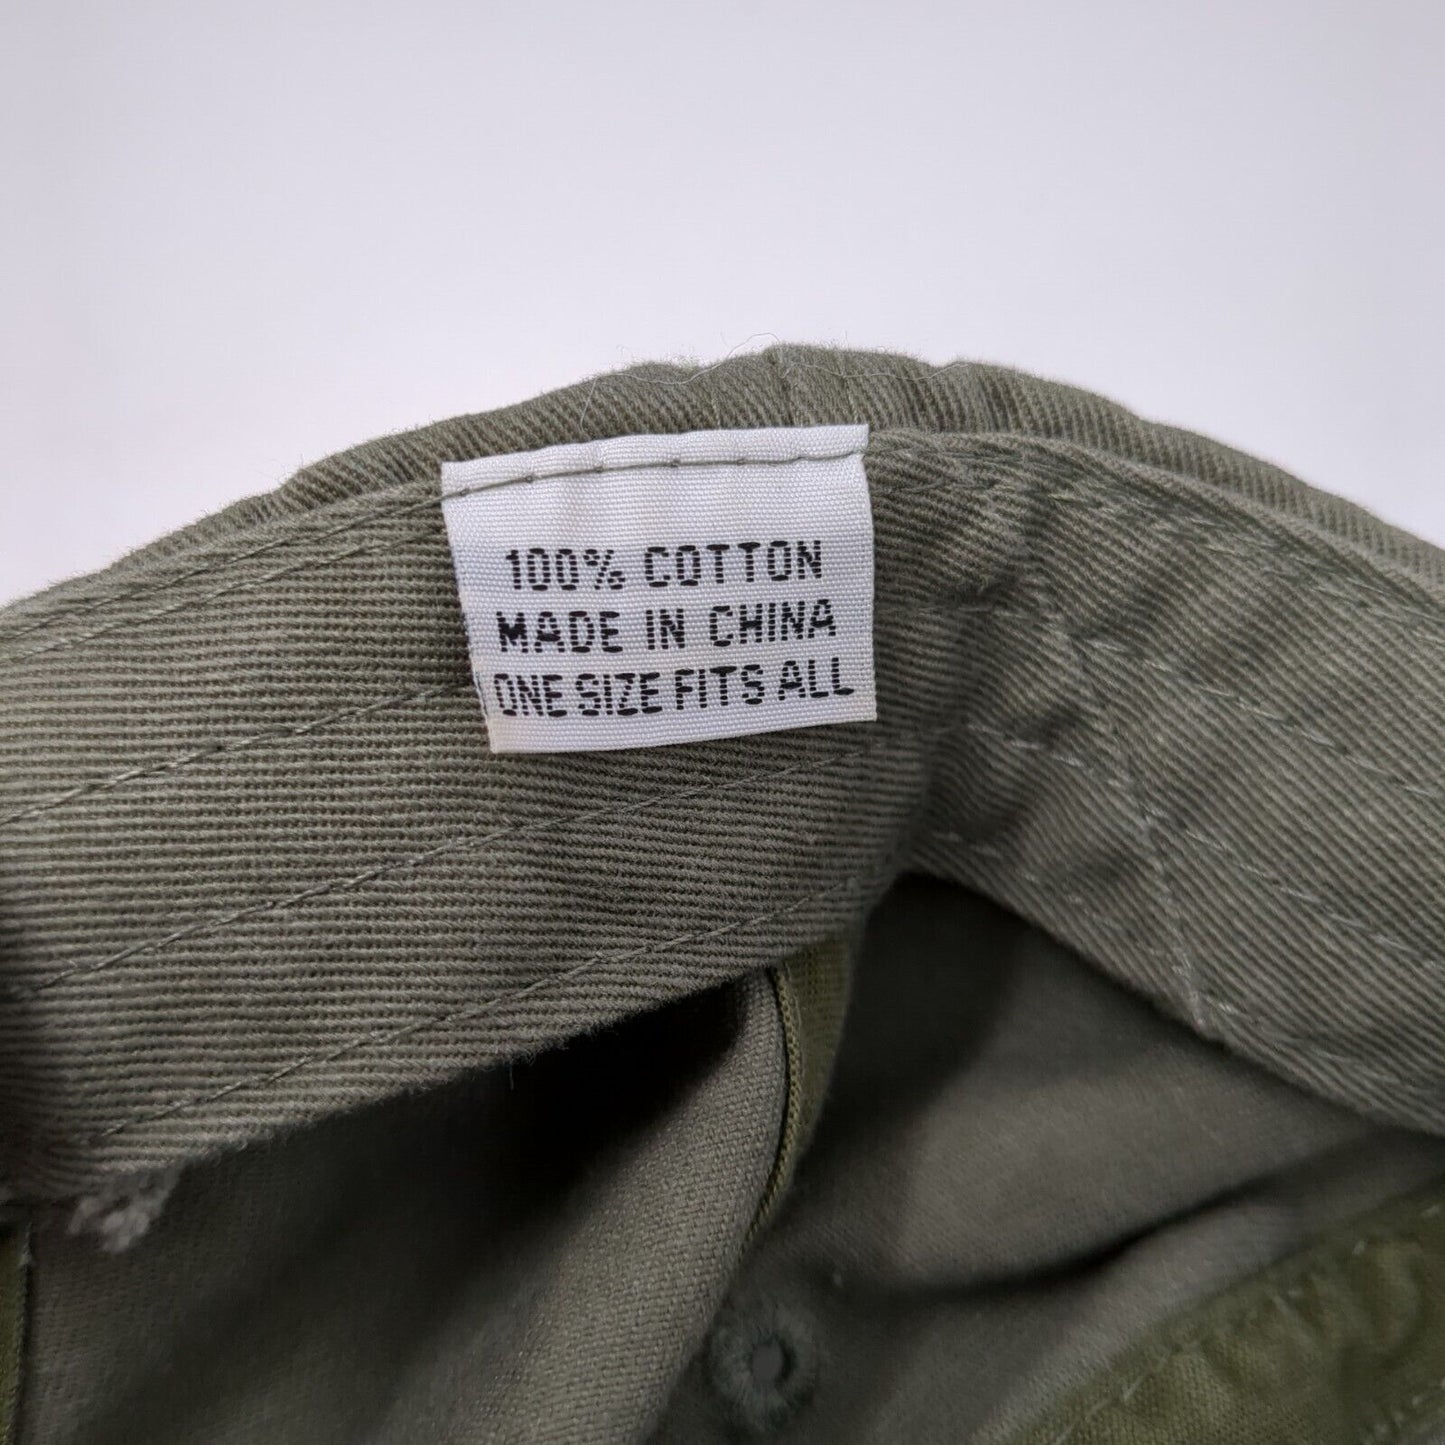 100% COTTON
MADE IN CHINA
ONE SIZE FITS ALL